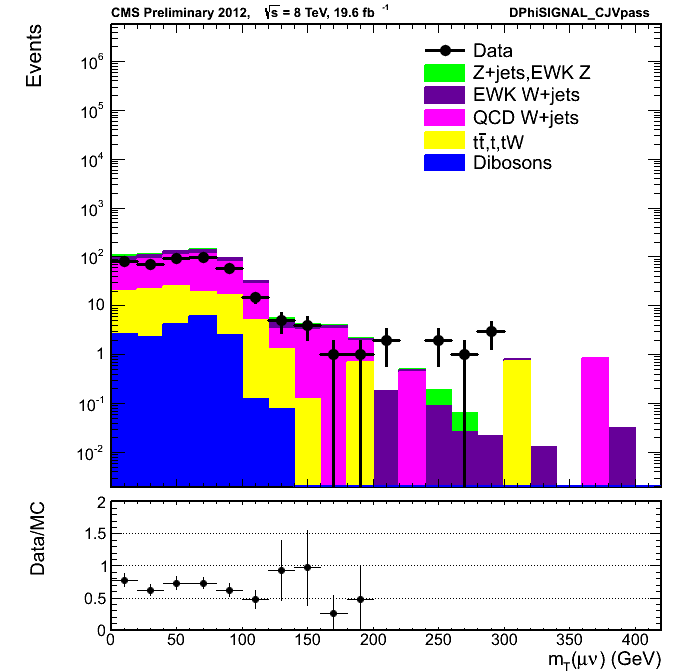 CMS Preliminary 2012, √s = 8 TeV, 19.6 fb⁻¹ DPhiSIGNAL_CJVpass
Events
10⁶
10⁵
10⁴
10³
10²
10
1
10⁻¹
10⁻²
Data
Z+jets,EWK Z
EWK W+jets
QCD W+jets
tt̄,t,tW
Dibosons
Data/MC
2
1.5
1
0.5
0
0 50 100 150 200 250 300 350 400
m_T(μν) (GeV)